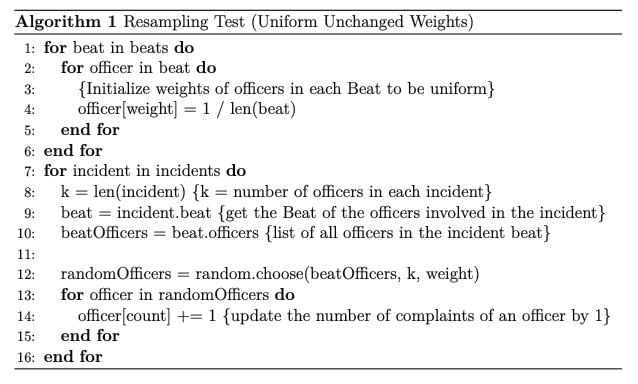 Algorithm 1 Resampling Test (Uniform Unchanged Weights)
1: for beat in beats do
2: for officer in beat do
3: {Initialize weights of officers in each Beat to be uniform}
4: officer[weight] = 1 / len(beat)
5: end for
6: end for
7: for incident in incidents do
8: k = len(incident) {k = number of officers in each incident}
9: beat = incident.beat {get the Beat of the officers involved in the incident}
10: beatOfficers = beat.officers {list of all officers in the incident beat}
11:
12: randomOfficers = random.choose(beatOfficers, k, weight)
13: for officer in randomOfficers do
14: officer[count] += 1 {update the number of complaints of an officer by 1}
15: end for
16: end for